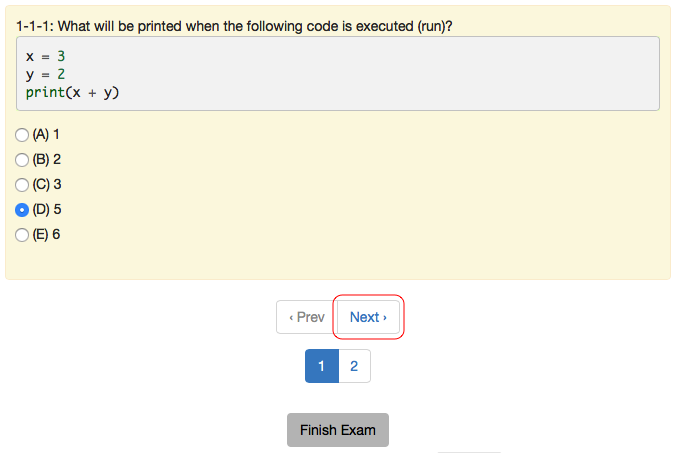 1-1-1: What will be printed when the following code is executed (run)?
x = 3
y = 2
print(x + y)
(A) 1
(B) 2
(C) 3
(D) 5
(E) 6
‹ Prev Next ›
1 2
Finish Exam